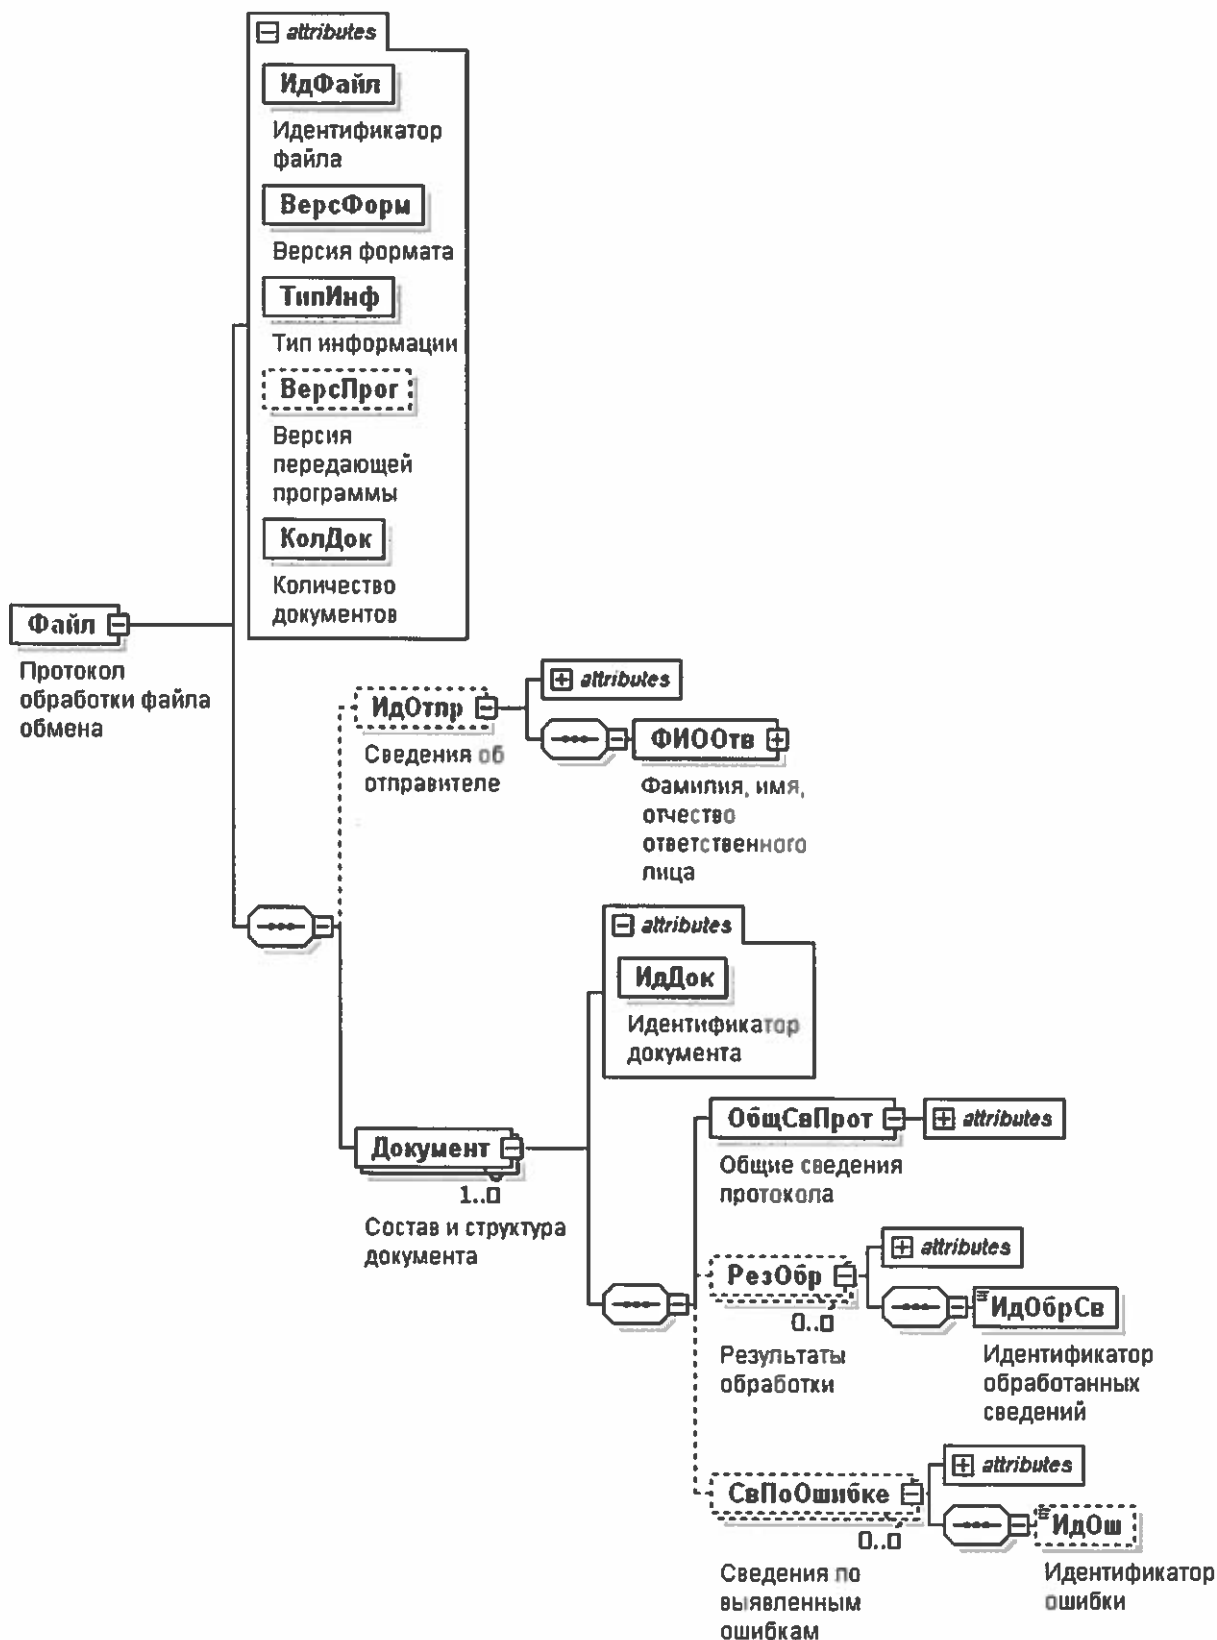 attributes
ИдФайл
Идентификатор
файла
ВерсФорм
Версия формата
ТипИнф
Тип информации
ВерсПрог
Версия
передающей
программы
КолДок
Количество
документов
Файл
Протокол
обработки файла
обмена
ИдОтпр
Сведения об
отправителе
attributes
ФИООтв
Фамилия, имя,
отчество
ответственного
лица
attributes
ИдДок
Идентификатор
документа
Документ
1..□
Состав и структура
документа
ОбщСвПрот
attributes
Общие сведения
протокола
РезОбр
0..□
Результаты
обработки
attributes
ИдОбрСв
Идентификатор
обработанных
сведений
СвПоОшибке
0..□
Сведения по
выявленным
ошибкам
attributes
ИдОш
Идентификатор
ошибки